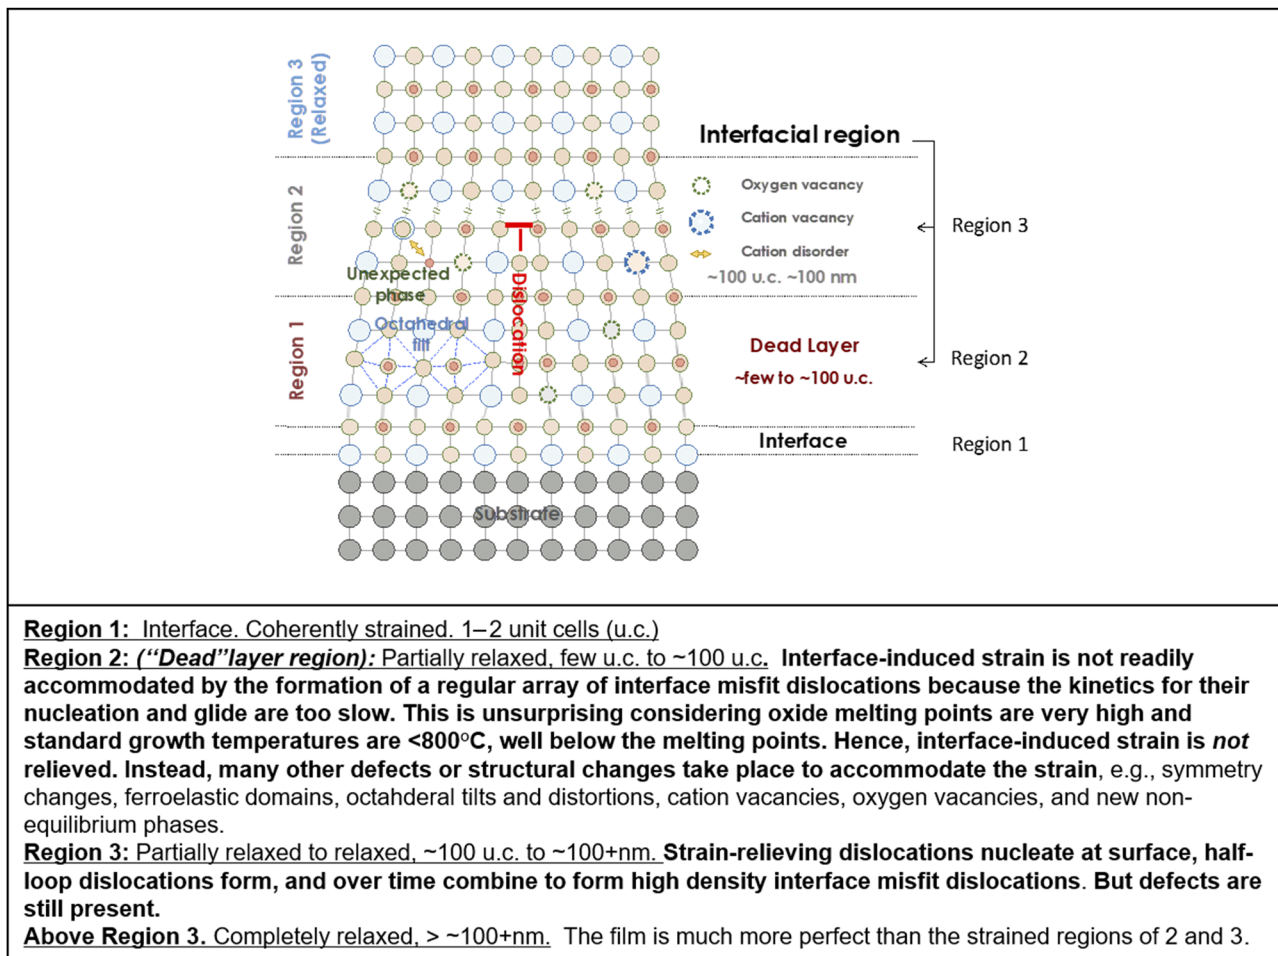 Region 3
(Relaxed)
Region 2
Region 1
Interfacial region
Oxygen vacancy
Cation vacancy
Cation disorder
~100 u.c. ~100 nm
Region 3
Unexpected
phase
Octahedral
tilt
Dislocation
Dead Layer
~few to ~100 u.c.
Region 2
Interface
Region 1
Substrate
Region 1: Interface. Coherently strained. 1–2 unit cells (u.c.)
Region 2: (“Dead”layer region): Partially relaxed, few u.c. to ~100 u.c. Interface-induced strain is not readily
accommodated by the formation of a regular array of interface misfit dislocations because the kinetics for their
nucleation and glide are too slow. This is unsurprising considering oxide melting points are very high and
standard growth temperatures are <800°C, well below the melting points. Hence, interface-induced strain is not
relieved. Instead, many other defects or structural changes take place to accommodate the strain, e.g., symmetry
changes, ferroelastic domains, octahderal tilts and distortions, cation vacancies, oxygen vacancies, and new non-
equilibrium phases.
Region 3: Partially relaxed to relaxed, ~100 u.c. to ~100+nm. Strain-relieving dislocations nucleate at surface, half-
loop dislocations form, and over time combine to form high density interface misfit dislocations. But defects are
still present.
Above Region 3. Completely relaxed, > ~100+nm. The film is much more perfect than the strained regions of 2 and 3.